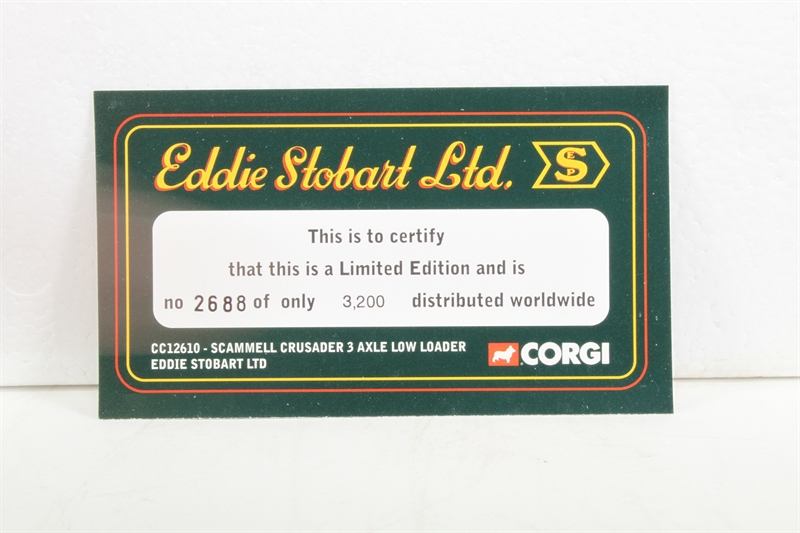 Eddie Stobart Ltd. S
This is to certify
that this is a Limited Edition and is
no 2688 of only 3,200 distributed worldwide
CC12610 - SCAMMELL CRUSADER 3 AXLE LOW LOADER
EDDIE STOBART LTD
CORGI